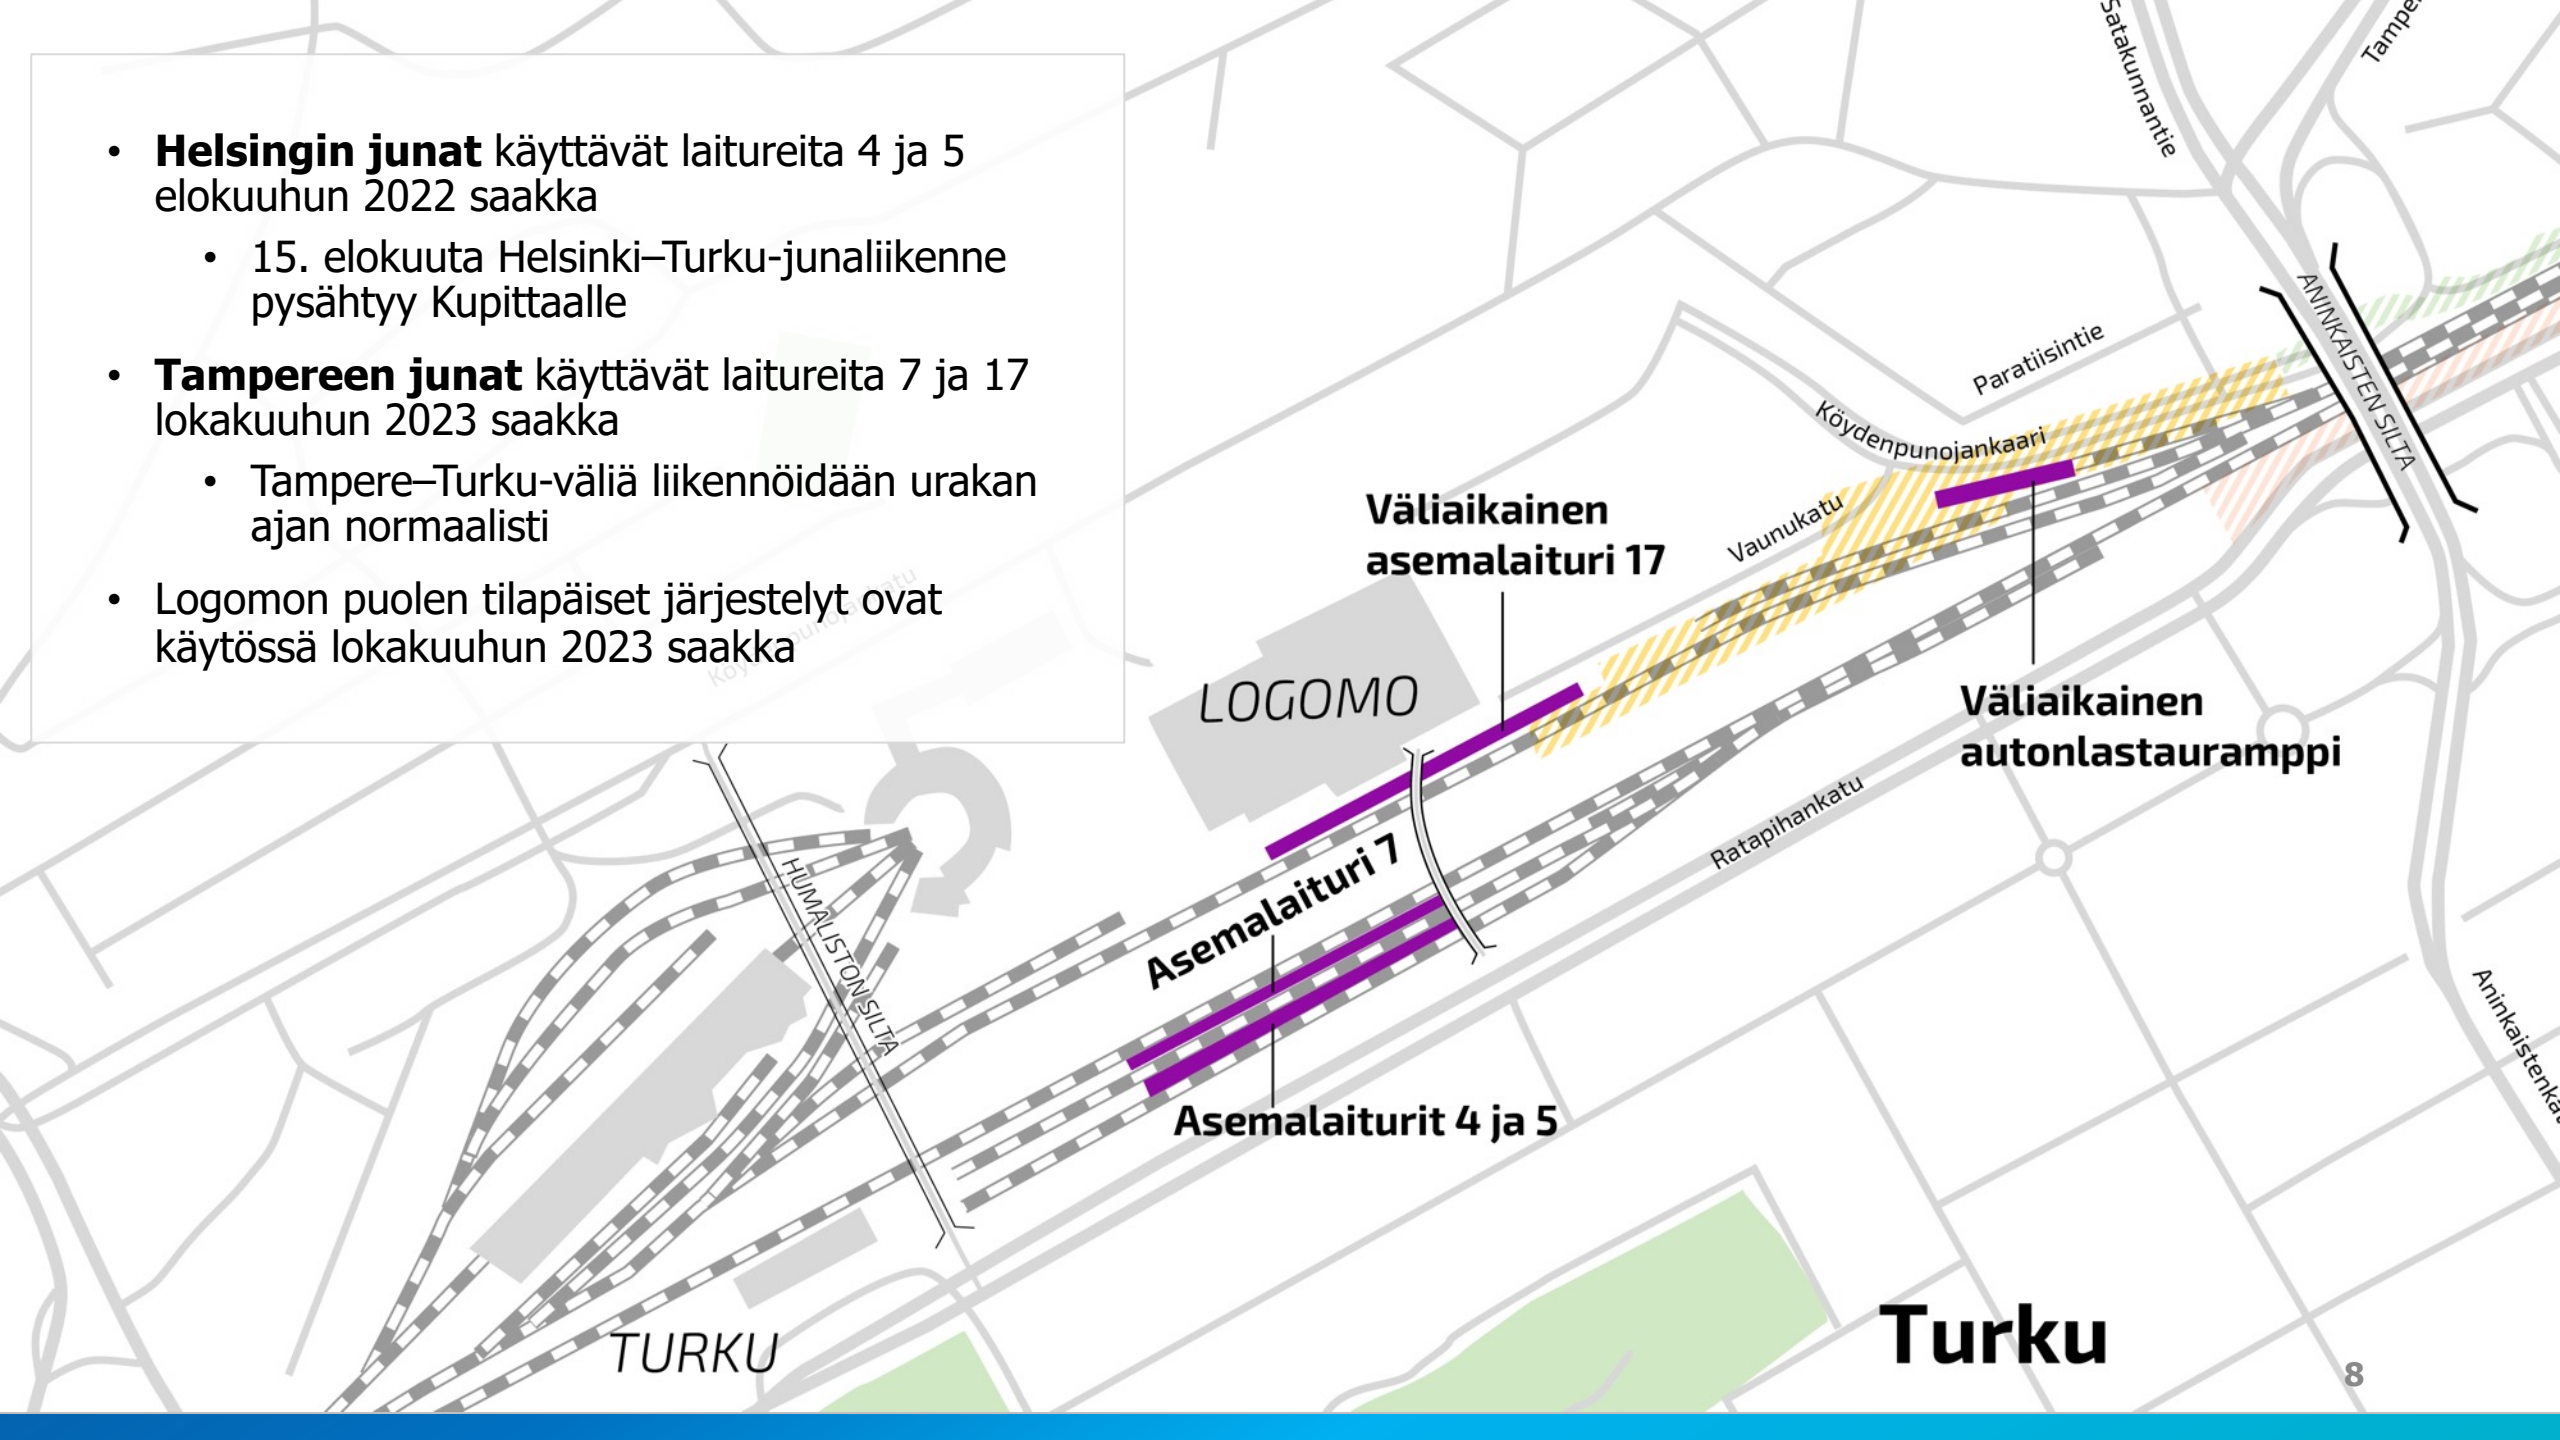 • Helsingin junat käyttävät laitureita 4 ja 5
elokuuhun 2022 saakka
• 15. elokuuta Helsinki–Turku-junaliikenne
pysähtyy Kupittaalle
• Tampereen junat käyttävät laitureita 7 ja 17
lokakuuhun 2023 saakka
• Tampere–Turku-väliä liikennöidään urakan
ajan normaalisti
• Logomon puolen tilapäiset järjestelyt ovat
käytössä lokakuuhun 2023 saakka
Satakunnantie
Tampe
ANINKAISTEN SILTA
Paratiisintie
Köydenpunojankaari
Vaunukatu
Väliaikainen
asemalaituri 17
LOGOMO
Väliaikainen
autonlastauramppi
Ratapihankatu
Asemalaituri 7
HUMALISTON SILTA
Asemalaiturit 4 ja 5
Aninkaistenka
TURKU
Turku
8